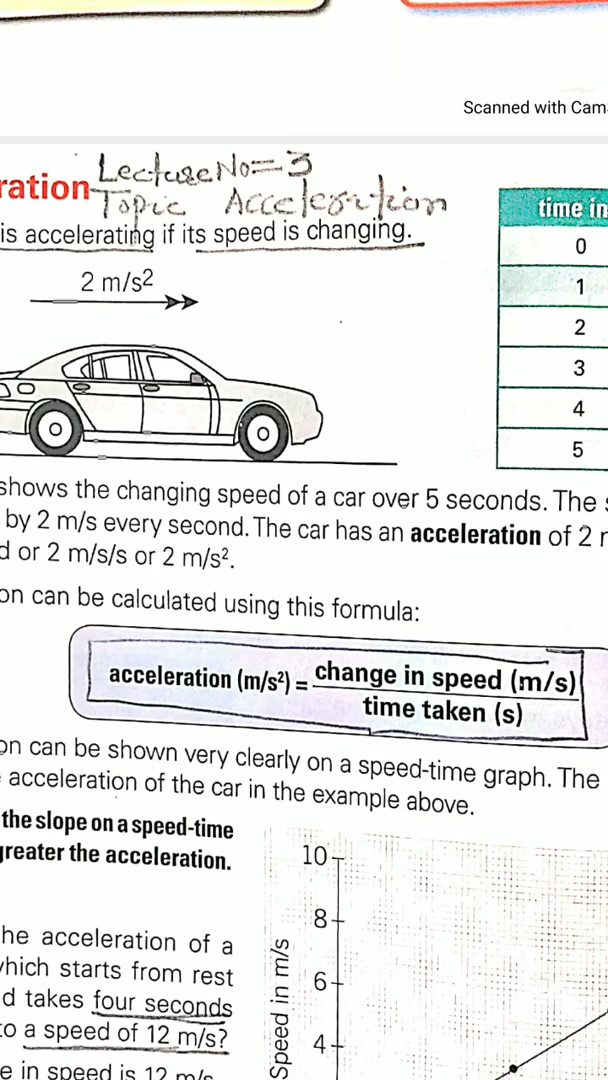 Scanned with Cam
ration
Lecture No=3
Topic Acceleration
is accelerating if its speed is changing.
2 m/s²
time in
0
1
2
3
4
5
shows the changing speed of a car over 5 seconds. The
by 2 m/s every second. The car has an acceleration of 2
d or 2 m/s/s or 2 m/s².
on can be calculated using this formula:
acceleration (m/s²) = change in speed (m/s)
time taken (s)
on can be shown very clearly on a speed-time graph. The
acceleration of the car in the example above.
the slope on a speed-time
greater the acceleration.
he acceleration of a
which starts from rest
d takes four seconds
to a speed of 12 m/s?
e in speed is 12 m/s
10
8
6
4
Speed in m/s